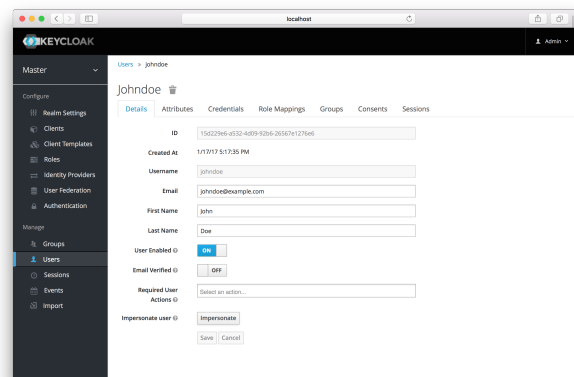 localhost
KEYCLOAK
Admin
Master
Users > johndoe
Johndoe
Configure
Realm Settings
Clients
Client Templates
Roles
Identity Providers
User Federation
Authentication
Manage
Groups
Users
Sessions
Events
Import
Details Attributes Credentials Role Mappings Groups Consents Sessions
ID 15d229e6-a532-4d09-92b6-26567e1276e6
Created At 1/17/17 5:17:35 PM
Username johndoe
Email johndoe@example.com
First Name John
Last Name Doe
User Enabled ON
Email Verified OFF
Required User
Actions Select an action...
Impersonate user Impersonate
Save Cancel